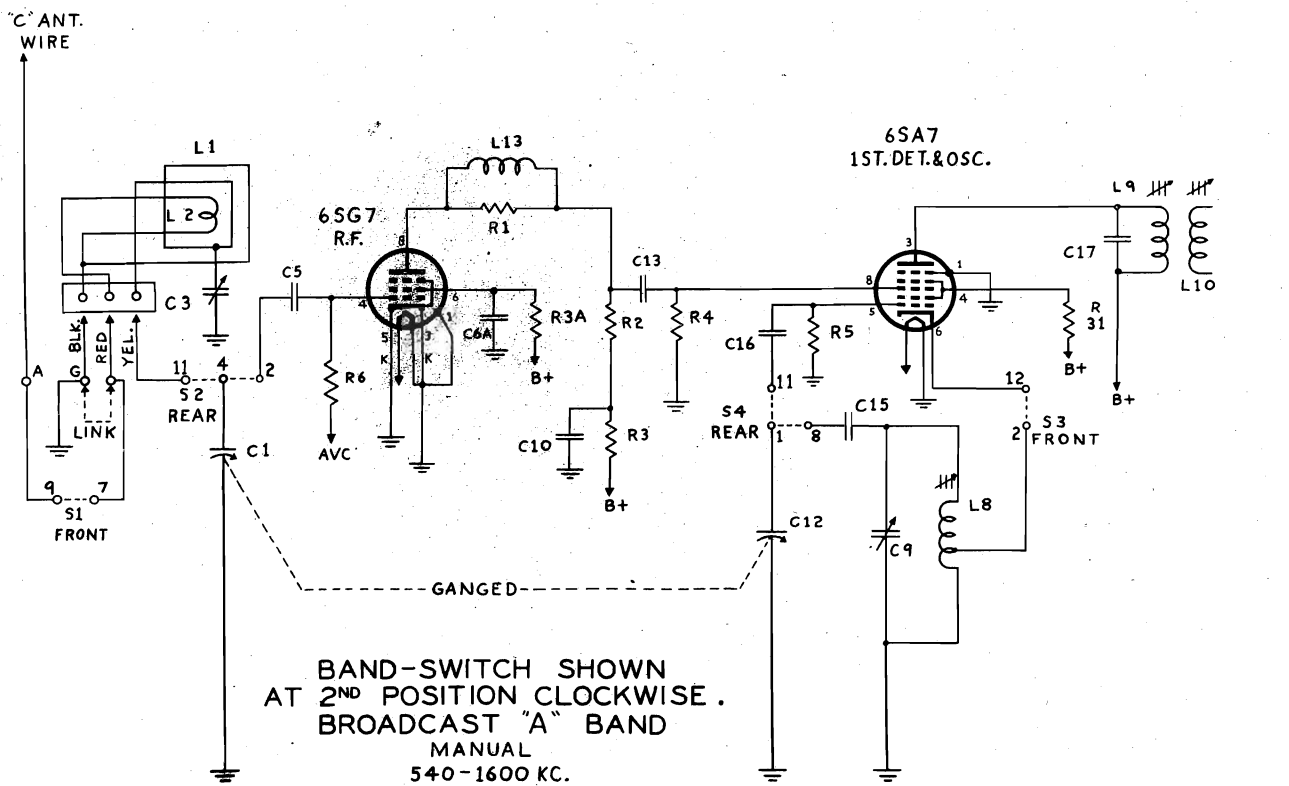 "C" ANT.
WIRE
L1
L 2
C3
BLK.
RED
YEL.
A
G
LINK
9
7
S1
FRONT
11
4
2
S2
REAR
C1
C5
6SG7
R.F.
8
4
6
5
3
1
K
K
R6
AVC
L13
R1
C6A
R3A
B+
R2
C10
R3
B+
C13
R4
6SA7
1ST. DET. & OSC.
3
8
1
4
5
6
C16
R5
11
S4
REAR
1
8
C15
C12
C9
L8
12
2
S3
FRONT
L9
C17
L10
R
31
B+
B+
GANGED
BAND-SWITCH SHOWN
AT 2ND POSITION CLOCKWISE.
BROADCAST "A" BAND
MANUAL
540-1600 KC.